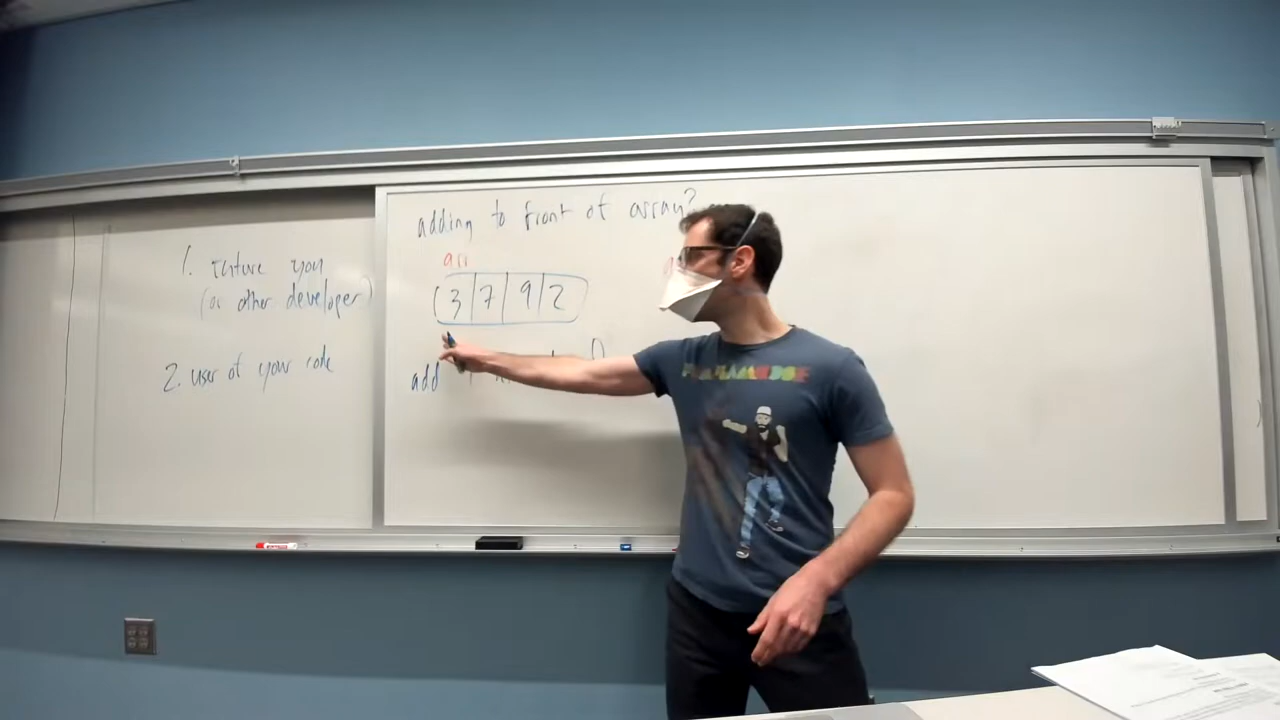 1. Future you
(or other developer)
2. user of your code
adding to front of array?
arr
3 7 9 2
add